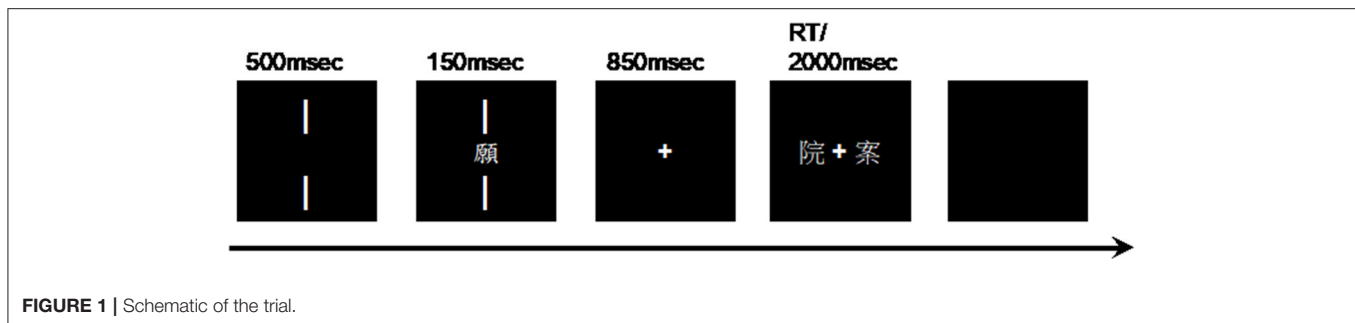 RT/
500msec 150msec 850msec 2000msec
願 + 院 + 案
FIGURE 1 | Schematic of the trial.